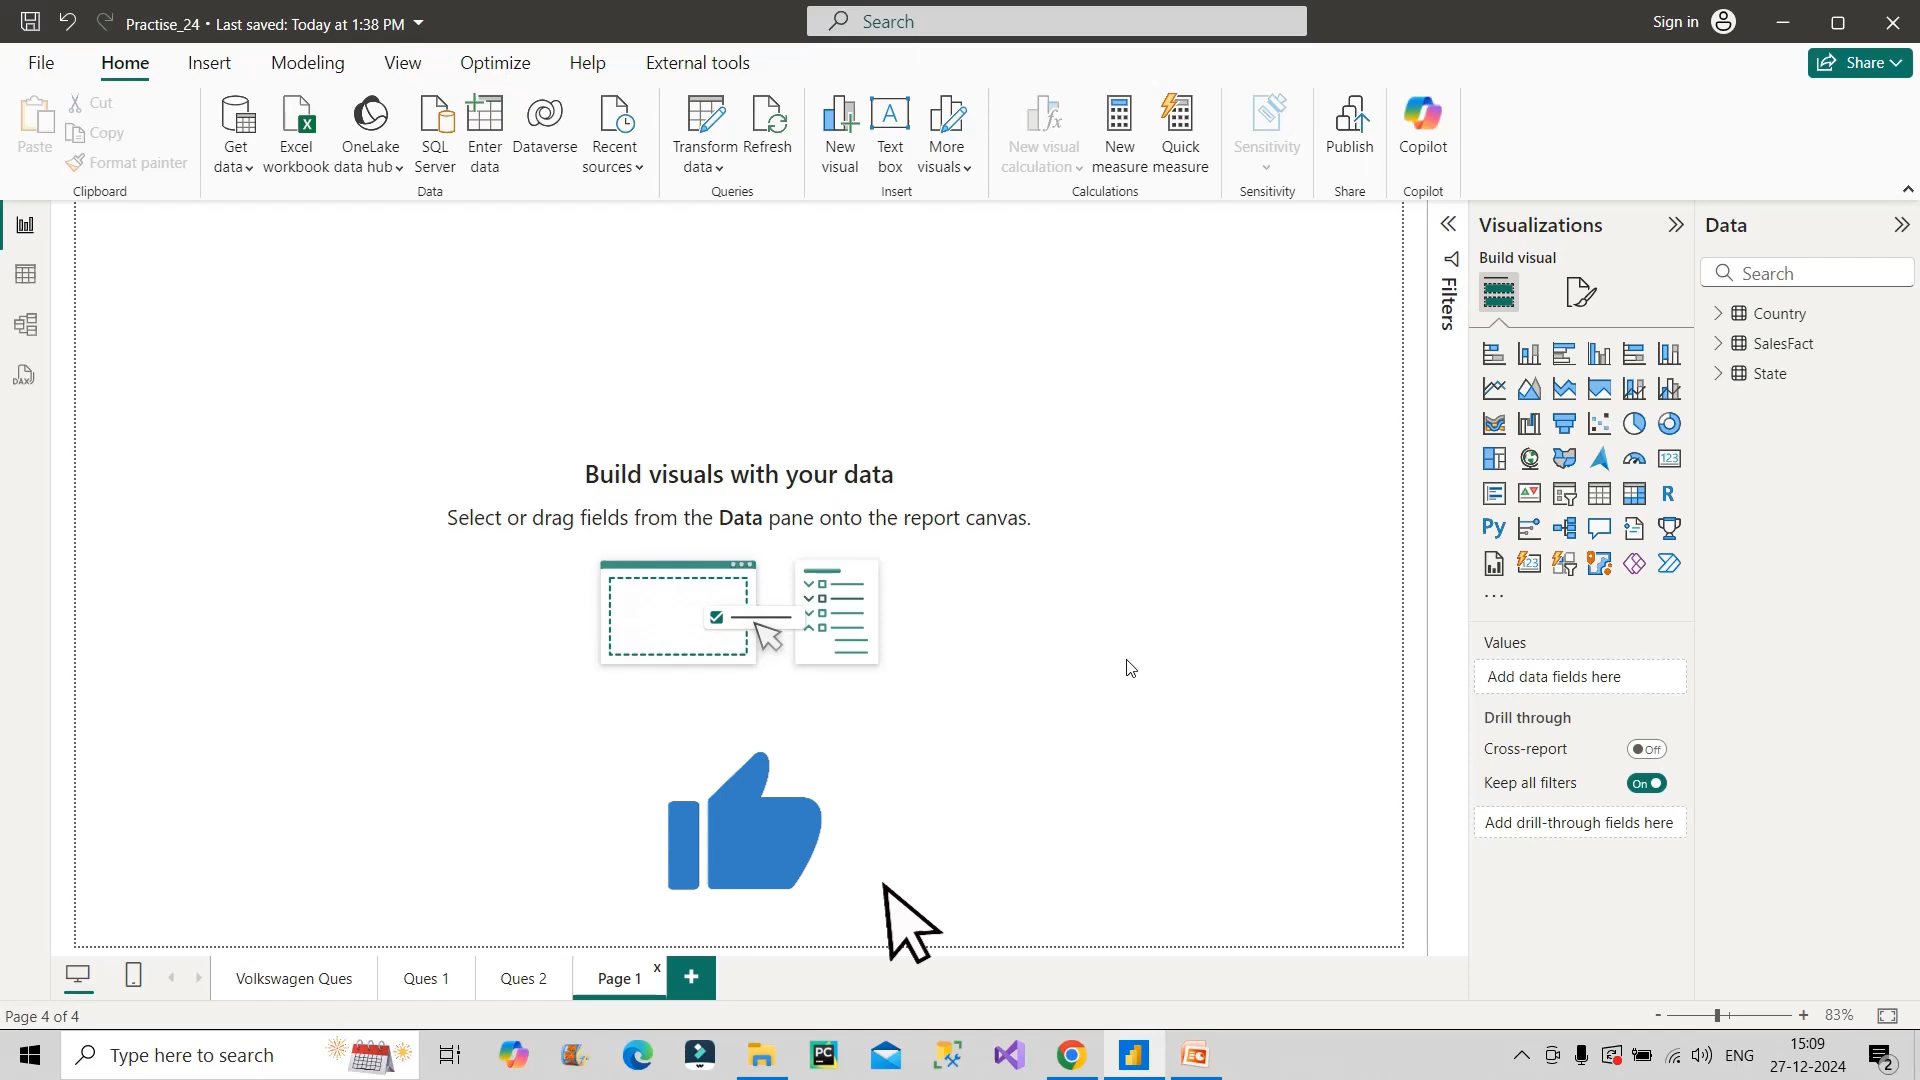 Practise_24 • Last saved: Today at 1:38 PM
Search
Sign in
File
Home
Insert
Modeling
View
Optimize
Help
External tools
Share
Paste
Cut
Copy
Format painter
Clipboard
Get data
Excel workbook
OneLake data hub
SQL Server
Enter data
Dataverse
Recent sources
Data
Transform data
Refresh
Queries
New visual
Text box
A
More visuals
Insert
New visual calculation
New measure
Quick measure
Calculations
Sensitivity
Sensitivity
Publish
Share
Copilot
Copilot
DAX
Build visuals with your data
Select or drag fields from the Data pane onto the report canvas.
Filters
Visualizations
Build visual
123
R
Py
123
...
Values
Add data fields here
Drill through
Cross-report
Off
Keep all filters
On
Add drill-through fields here
Data
Search
Country
SalesFact
State
Volkswagen Ques
Ques 1
Ques 2
Page 1
x
+
Page 4 of 4
-
+
83%
Type here to search
PC
ENG
15:09
27-12-2024
2